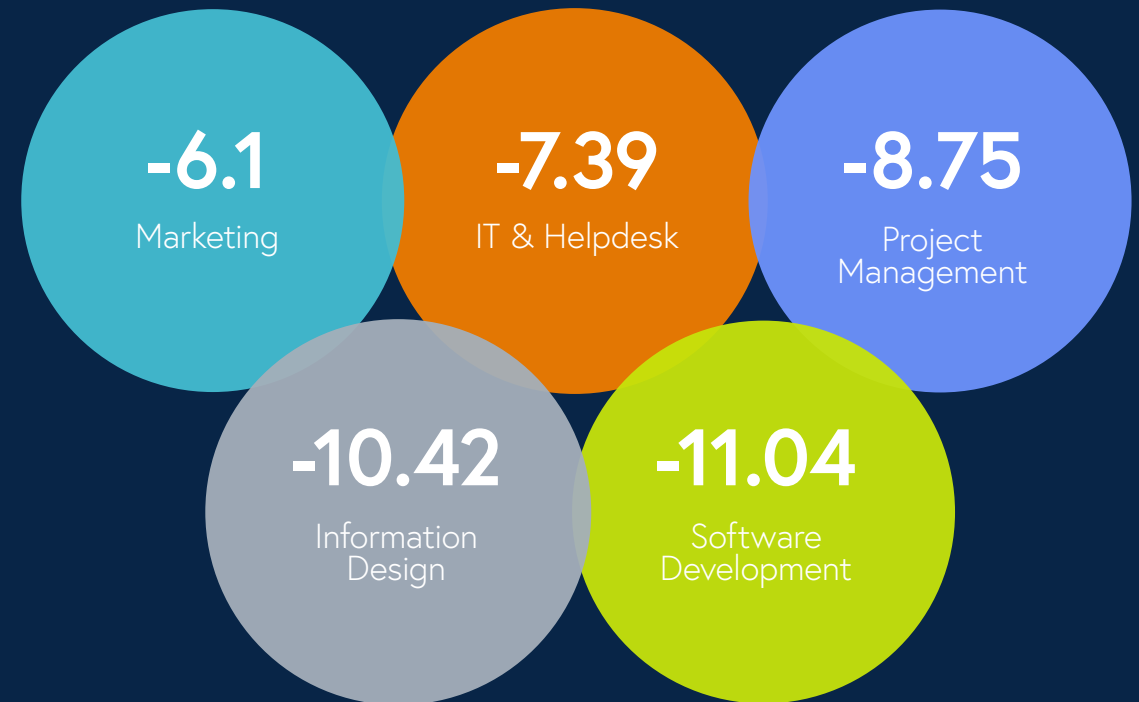 -6.1
Marketing
-7.39
IT & Helpdesk
-8.75
Project
Management
-10.42
Information
Design
-11.04
Software
Development